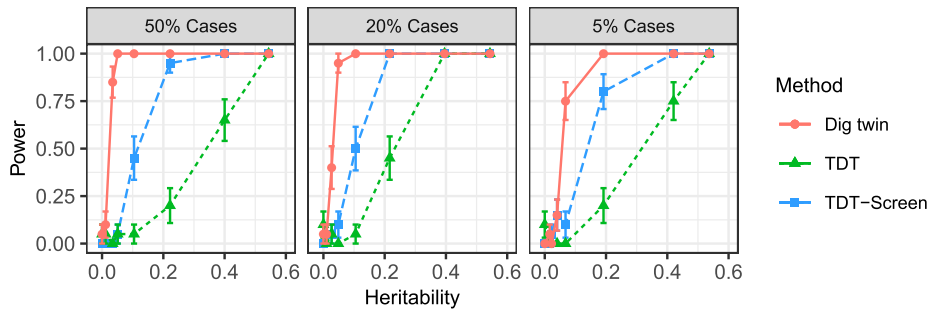 50% Cases 20% Cases 5% Cases
1.00
0.75
0.50
0.25
0.00
Power
0.0 0.2 0.4 0.6 0.0 0.2 0.4 0.6 0.0 0.2 0.4 0.6
Heritability
Method
Dig twin
TDT
TDT−Screen